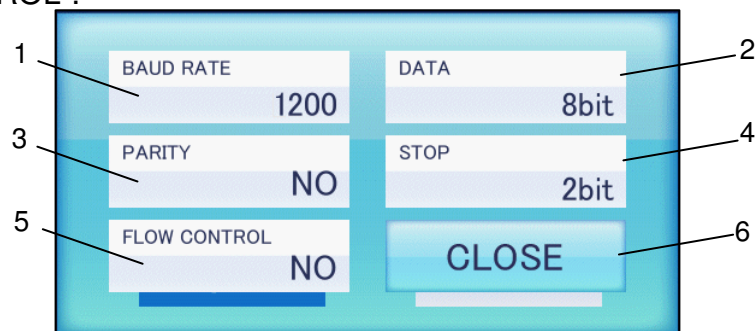 ROL :
1
BAUD RATE
1200
DATA
8bit
2
3
PARITY
NO
STOP
2bit
4
5
FLOW CONTROL
NO
CLOSE
6